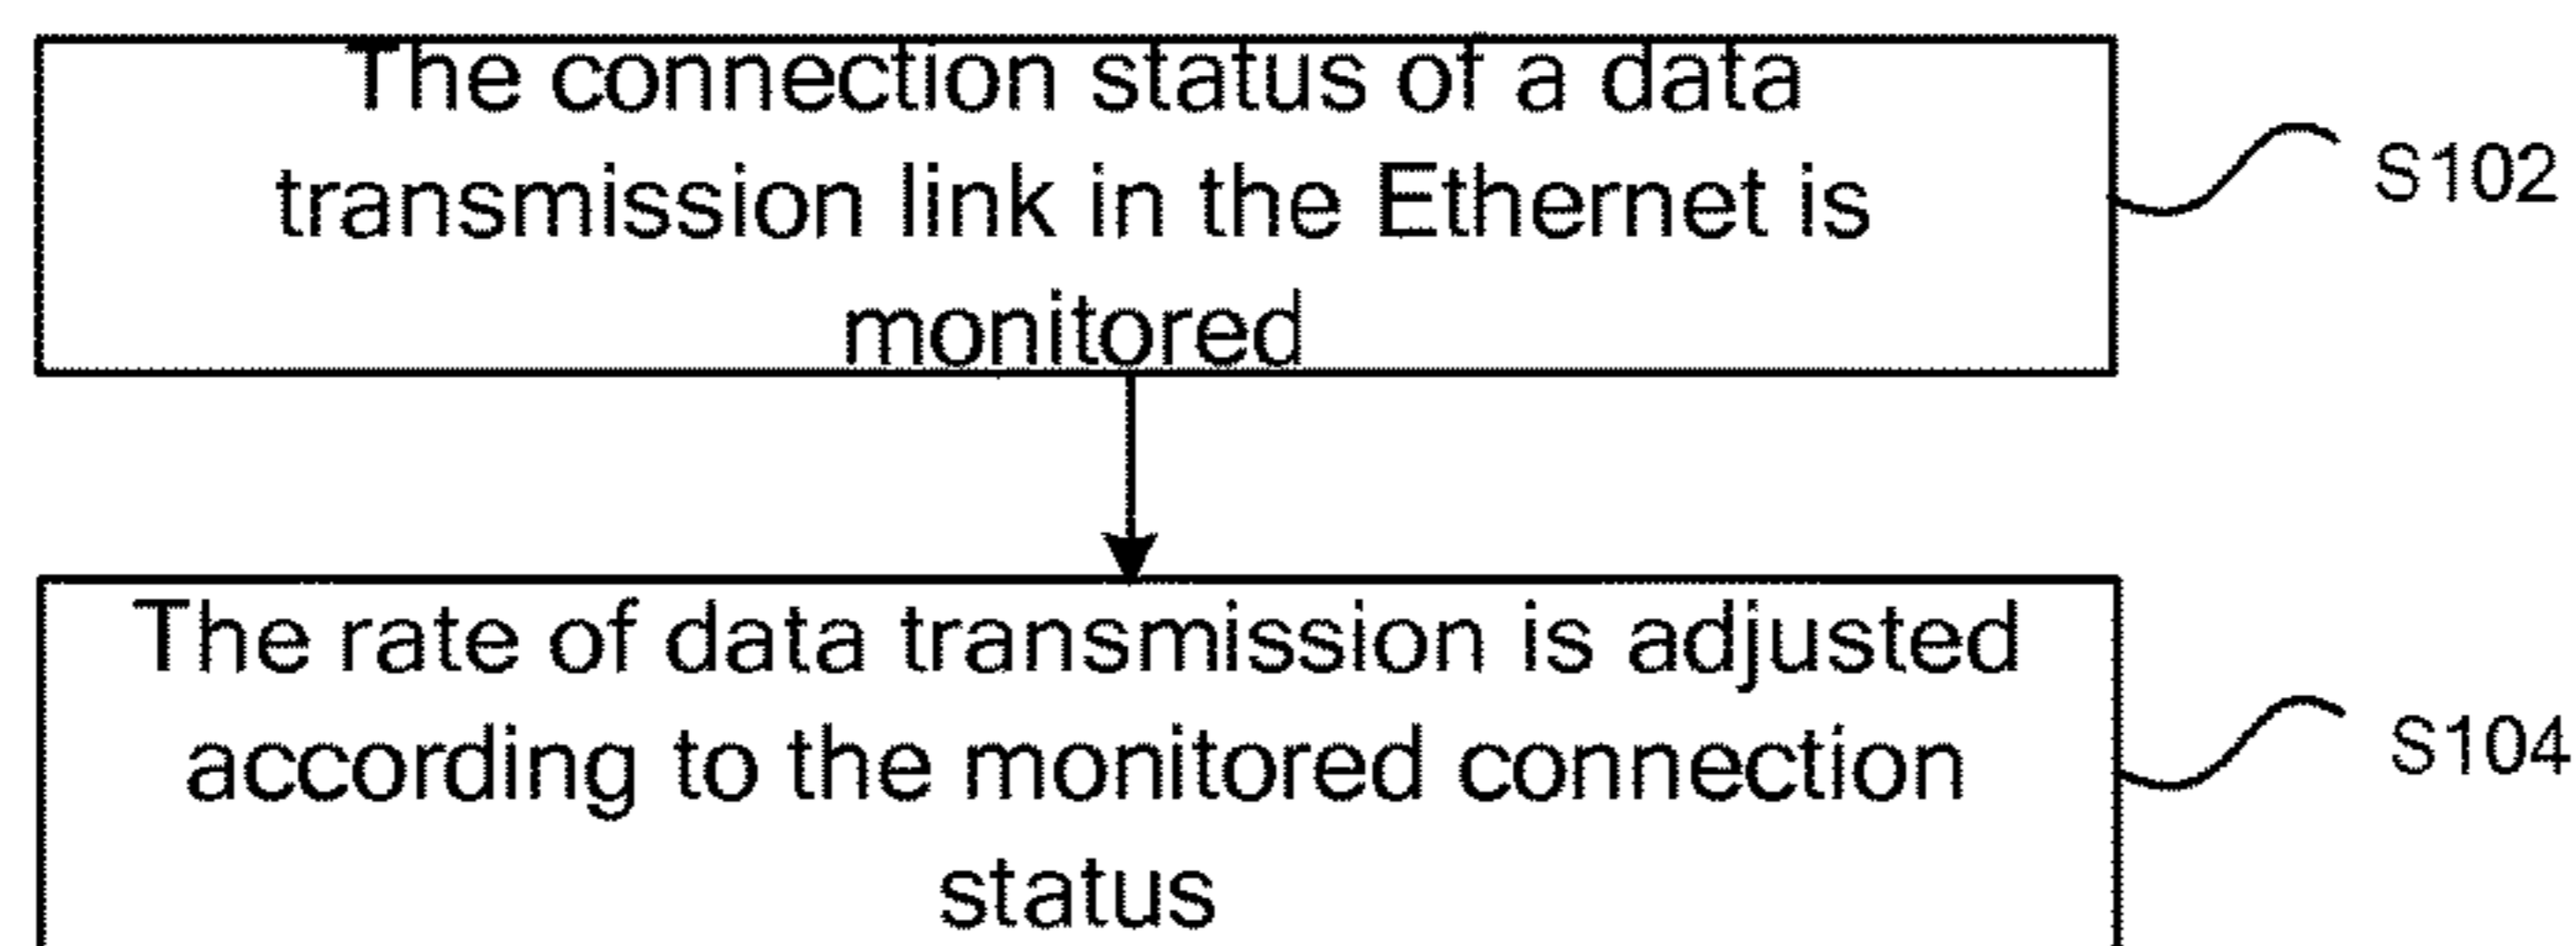 The connection status of a data
transmission link in the Ethernet is
monitored
S102
The rate of data transmission is adjusted
according to the monitored connection
status
S104